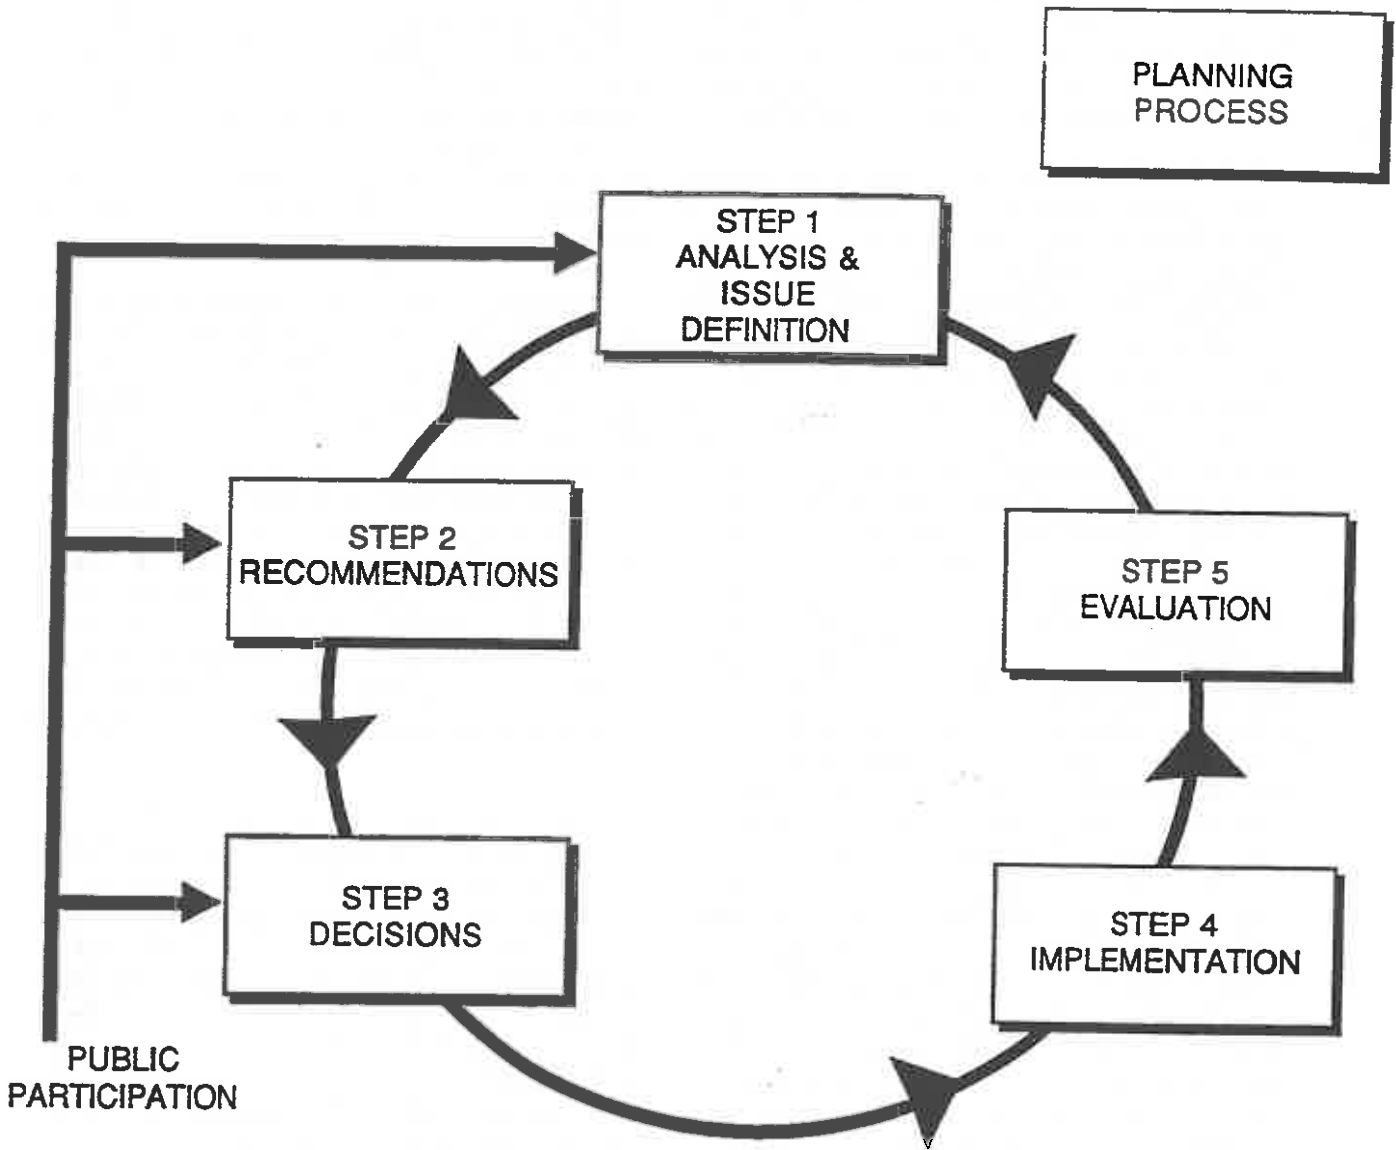 PLANNING
PROCESS
STEP 1
ANALYSIS &
ISSUE
DEFINITION
STEP 2
RECOMMENDATIONS
STEP 5
EVALUATION
STEP 3
DECISIONS
STEP 4
IMPLEMENTATION
PUBLIC
PARTICIPATION
v